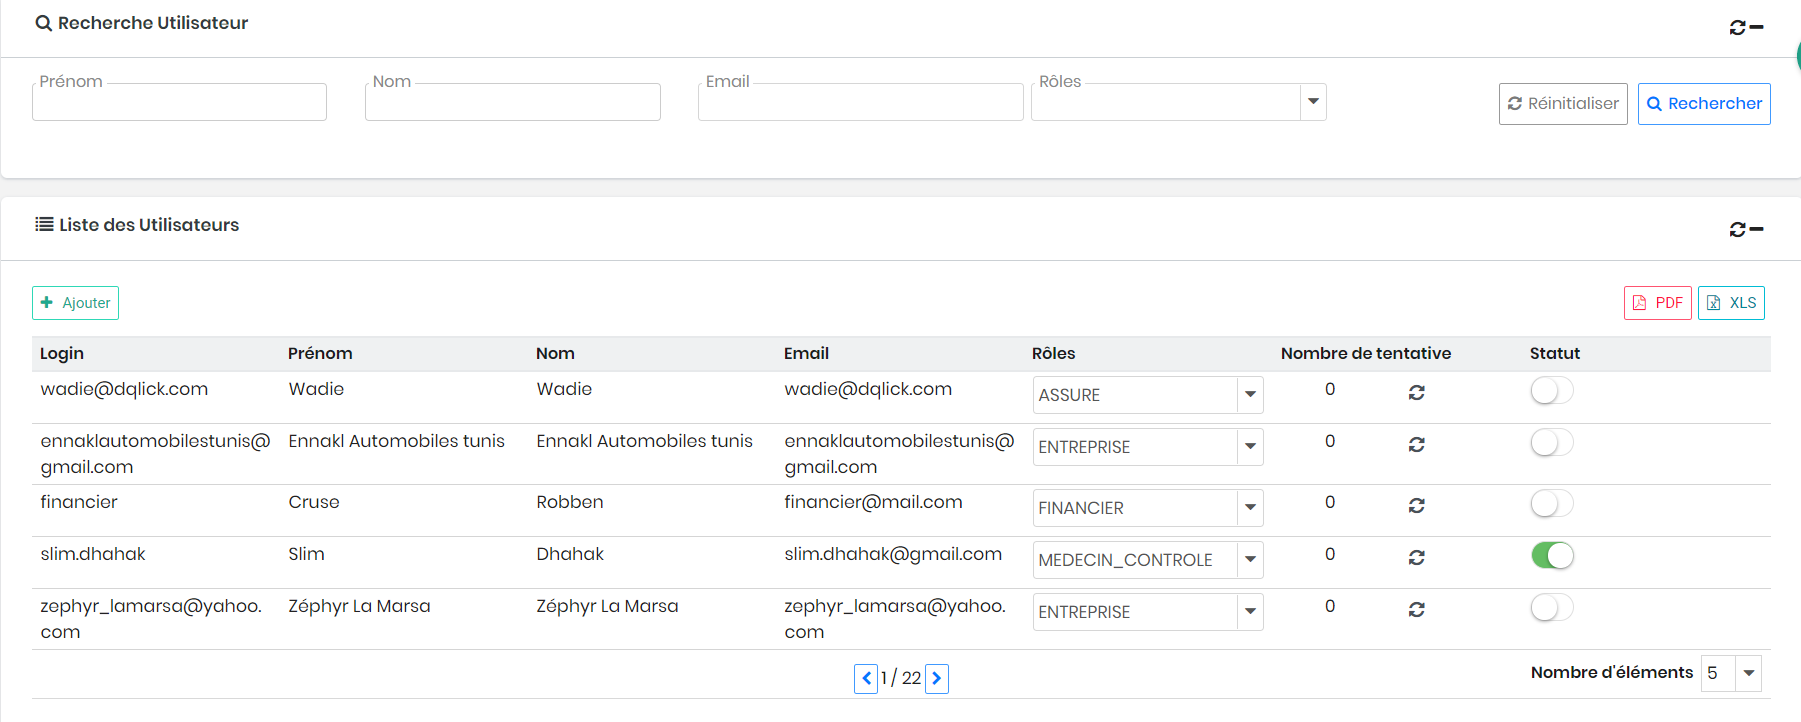 Recherche Utilisateur
Prénom Nom Email Rôles
Réinitialiser Rechercher
Liste des Utilisateurs
Ajouter PDF XLS
Login Prénom Nom Email Rôles Nombre de tentative Statut
wadie@dqlick.com Wadie Wadie wadie@dqlick.com ASSURE 0
ennaklautomobilestunis@ Ennakl Automobiles tunis Ennakl Automobiles tunis ennaklautomobilestunis@ ENTREPRISE 0
gmail.com gmail.com
financier Cruse Robben financier@mail.com FINANCIER 0
slim.dhahak Slim Dhahak slim.dhahak@gmail.com MEDECIN_CONTROLE 0
zephyr_lamarsa@yahoo. Zéphyr La Marsa Zéphyr La Marsa zephyr_lamarsa@yahoo. ENTREPRISE 0
com com
1 / 22 Nombre d'éléments 5